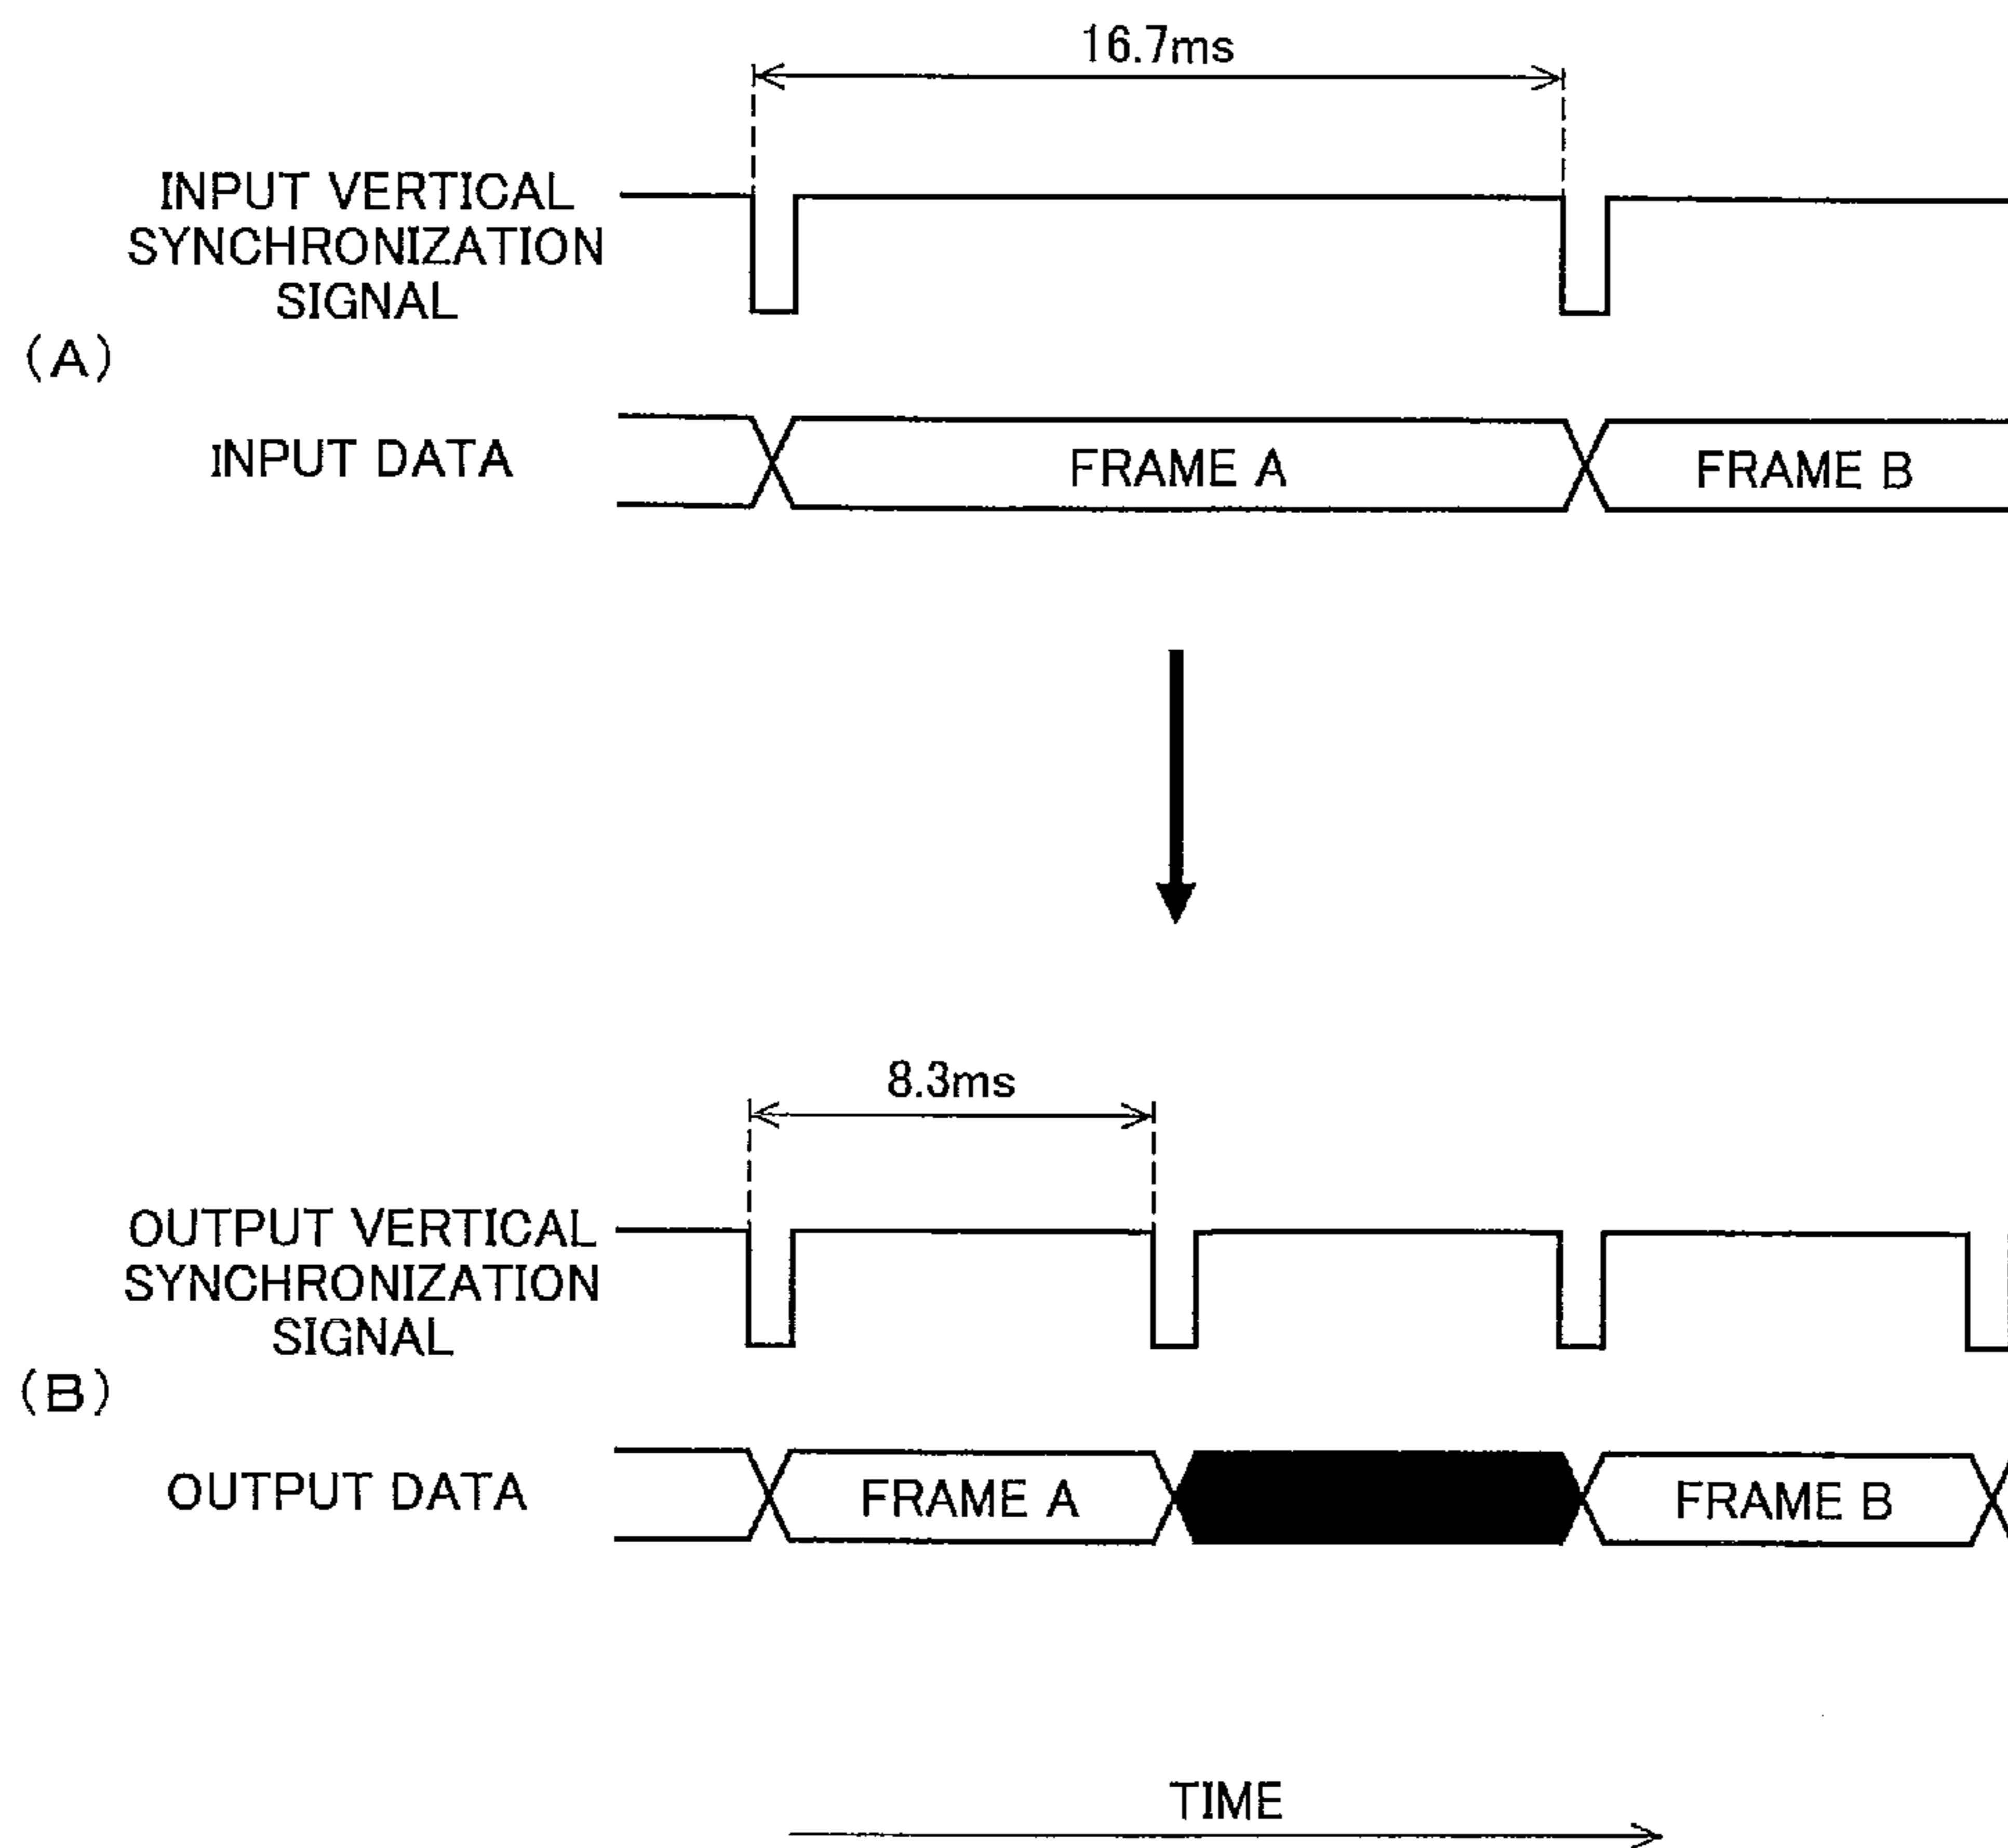 16.7ms
INPUT VERTICAL
SYNCHRONIZATION
SIGNAL
(A)
INPUT DATA
FRAME A
FRAME B
8.3ms
OUTPUT VERTICAL
SYNCHRONIZATION
SIGNAL
(B)
OUTPUT DATA
FRAME A
FRAME B
TIME